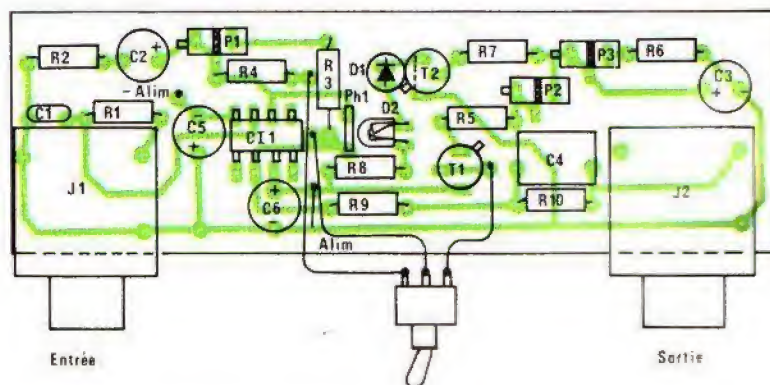 R2
C2
+
P1
R4
R3
D1
T2
R7
P3
R6
C3
+
-Alim
Ph1
D2
P2
C1
R1
C5
+
CI1
R5
C4
J1
R8
T1
J2
C6
+
-
R9
R10
Alim
Entrée
Sortie